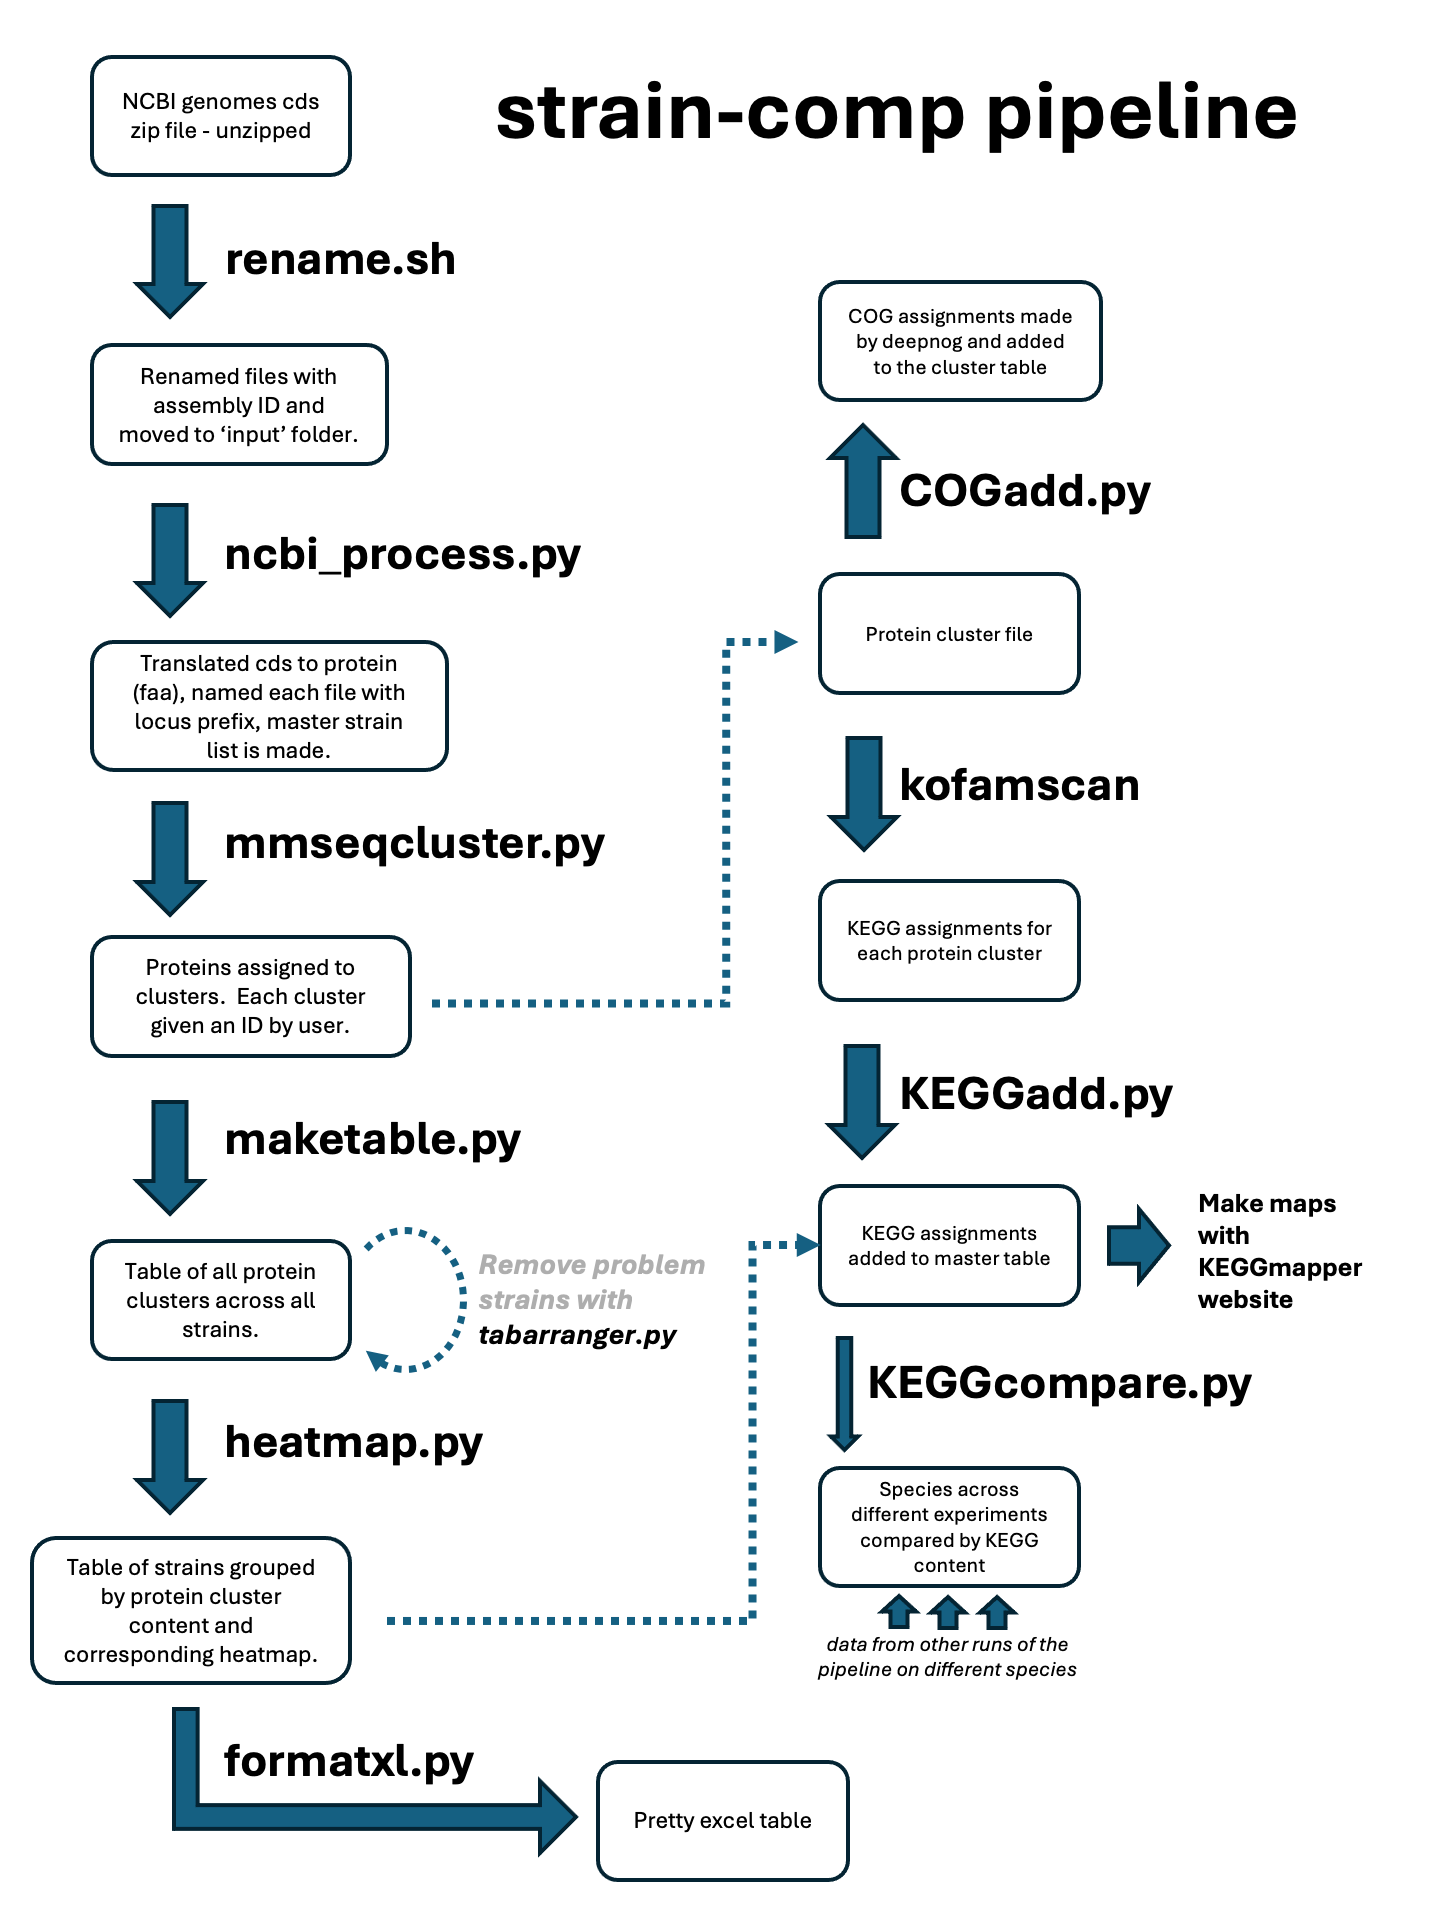 strain-comp pipeline
NCBI genomes cds
zip file - unzipped
rename.sh
Renamed files with
assembly ID and
moved to ‘input’ folder.
ncbi_process.py
Translated cds to protein
(faa), named each file with
locus prefix, master strain
list is made.
mmseqcluster.py
Proteins assigned to
clusters.  Each cluster
given an ID by user.
maketable.py
Table of all protein
clusters across all
strains.
Remove problem
strains with
tabarranger.py
heatmap.py
Table of strains grouped
by protein cluster
content and
corresponding heatmap.
formatxl.py
Pretty excel table
COG assignments made
by deepnog and added
to the cluster table
COGadd.py
Protein cluster file
kofamscan
KEGG assignments for
each protein cluster
KEGGadd.py
KEGG assignments
added to master table
Make maps
with
KEGGmapper
website
KEGGcompare.py
Species across
different experiments
compared by KEGG
content
data from other runs of the
pipeline on different species